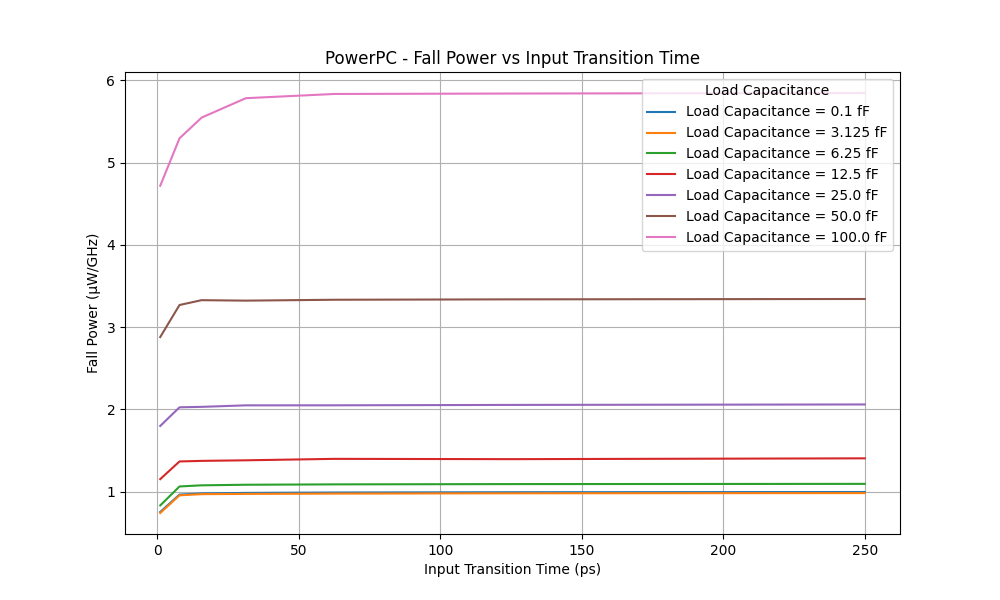 PowerPC - Fall Power vs Input Transition Time
Fall Power (μW/GHz)
6
5
4
3
2
1
Load Capacitance
Load Capacitance = 0.1 fF
Load Capacitance = 3.125 fF
Load Capacitance = 6.25 fF
Load Capacitance = 12.5 fF
Load Capacitance = 25.0 fF
Load Capacitance = 50.0 fF
Load Capacitance = 100.0 fF
0 50 100 150 200 250
Input Transition Time (ps)